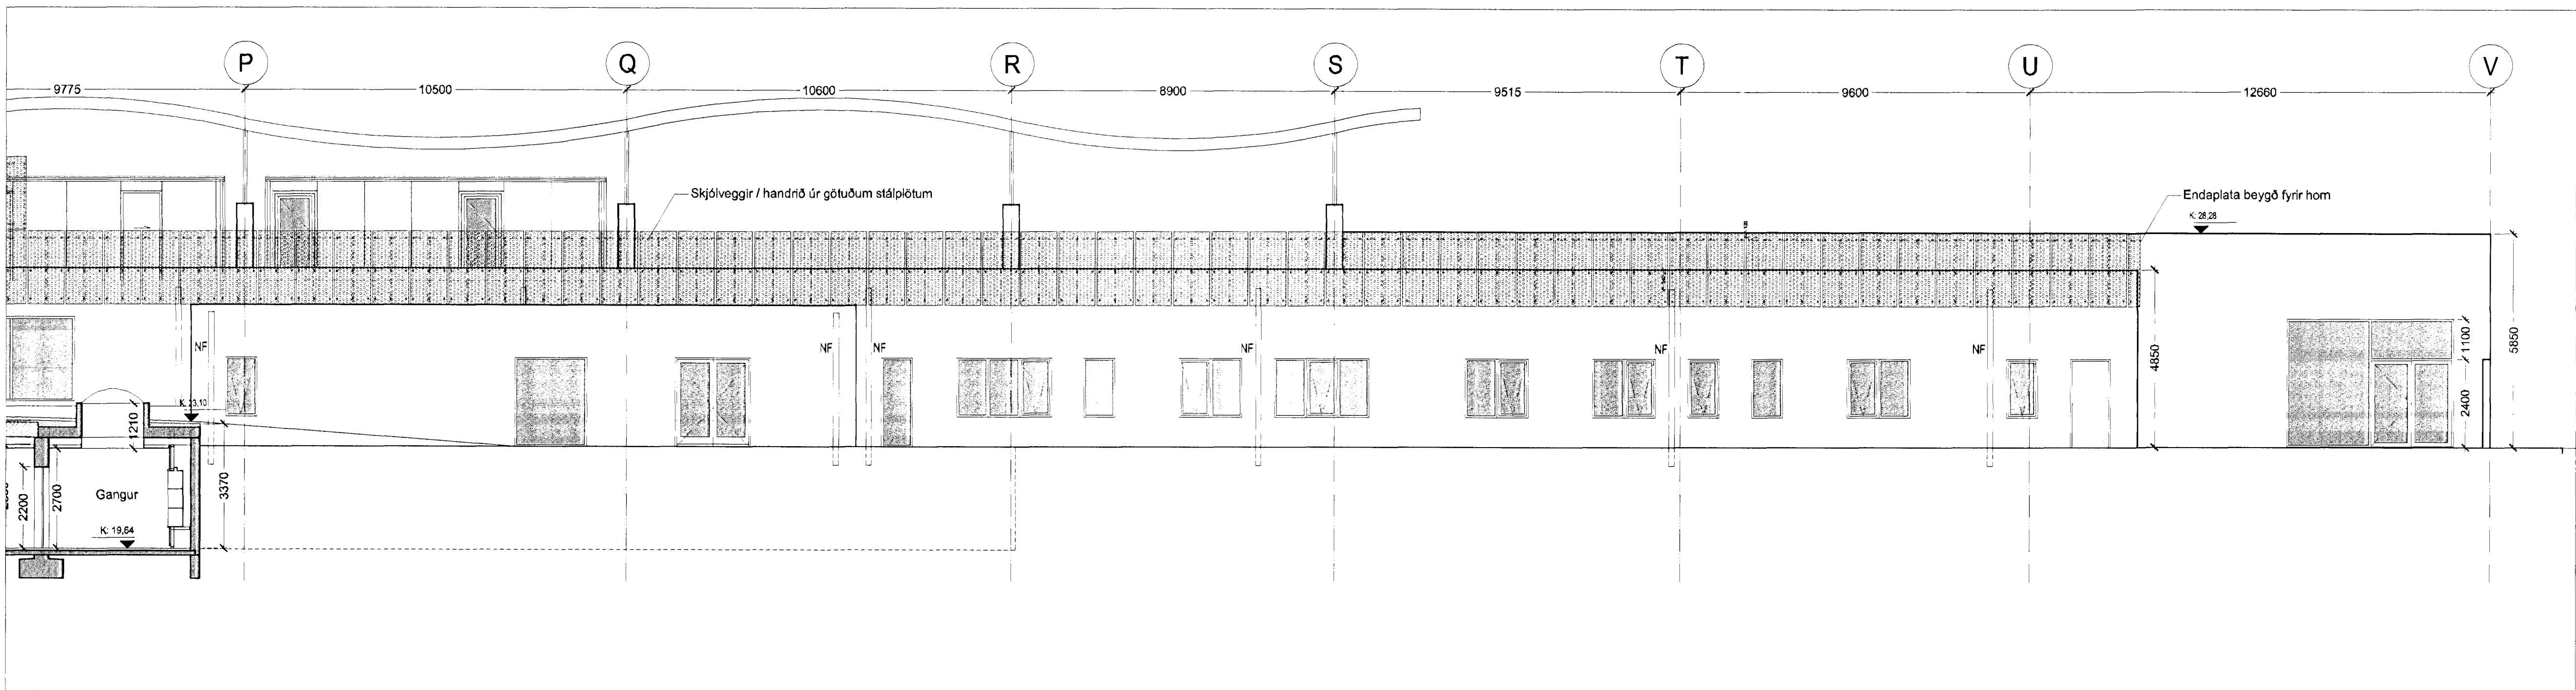 P
Q
R
S
T
U
V
9775
10500
10600
8900
9515
9600
12660
Skjólveggir / handrið úr götuðum stálplötum
Endaplata beygð fyrir horn
K: 28,28
NF
NF
NF
NF
NF
NF
K: 23,10
1210
3370
2200
2700
Gangur
K: 19,64
4850
1100
2400
5850